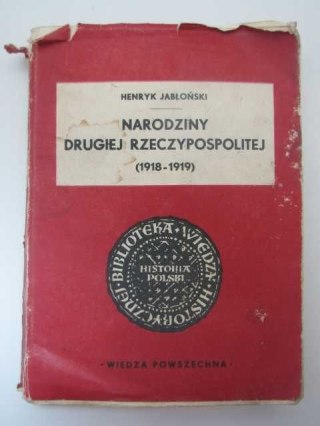 HENRYK JABŁOŃSKI
NARODZINY
DRUGIEJ RZECZYPOSPOLITEJ
(1918-1919)
BIBLIOTEKA · WIEDZY · HISTORYCZNEJ ·
HISTORIA
POLSKI
· WIEDZA POWSZECHNA ·